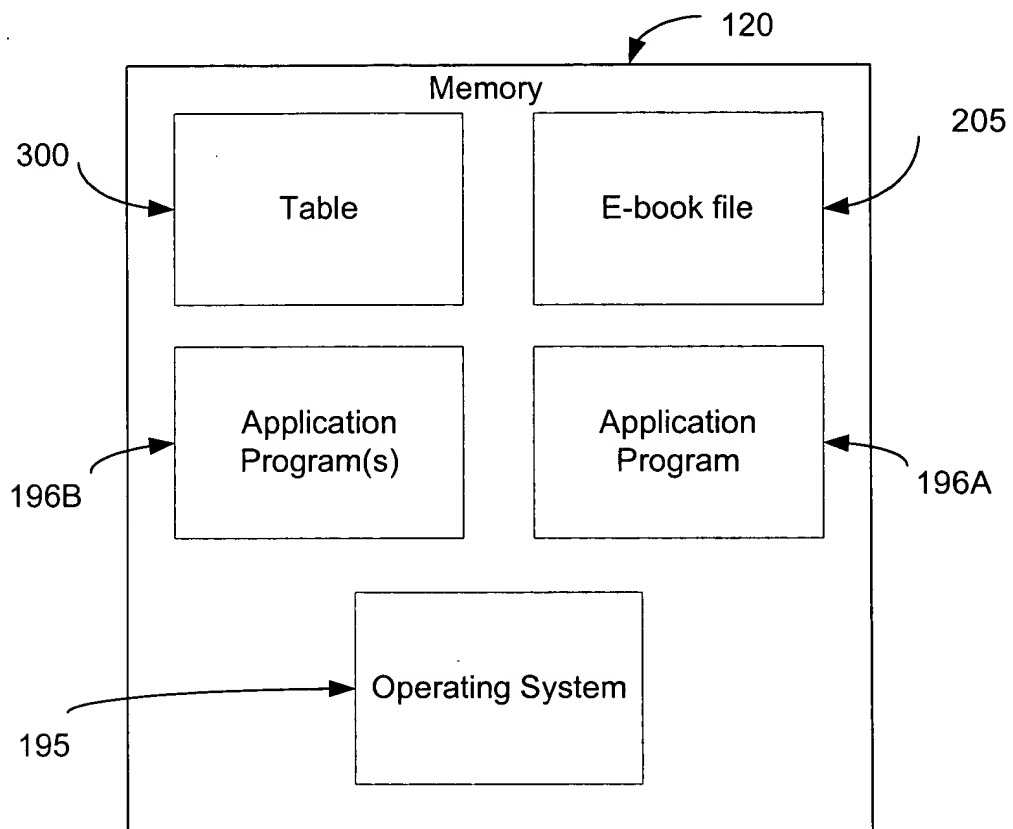 120
Memory
300
Table
E-book file
205
Application
Program(s)
Application
Program
196B
196A
Operating System
195